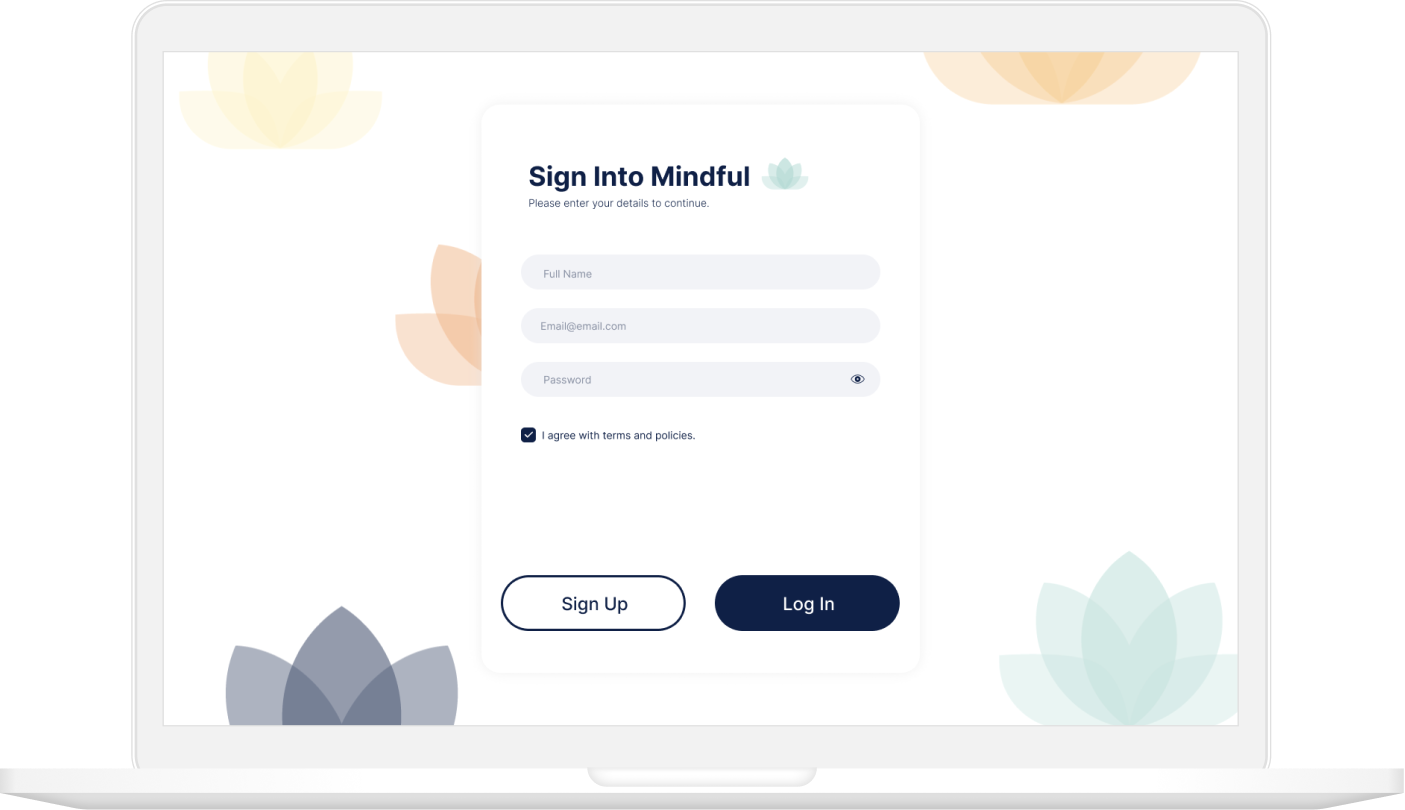 Sign Into Mindful
Please enter your details to continue.
Full Name
Email@email.com
Password
I agree with terms and policies.
Sign Up
Log In